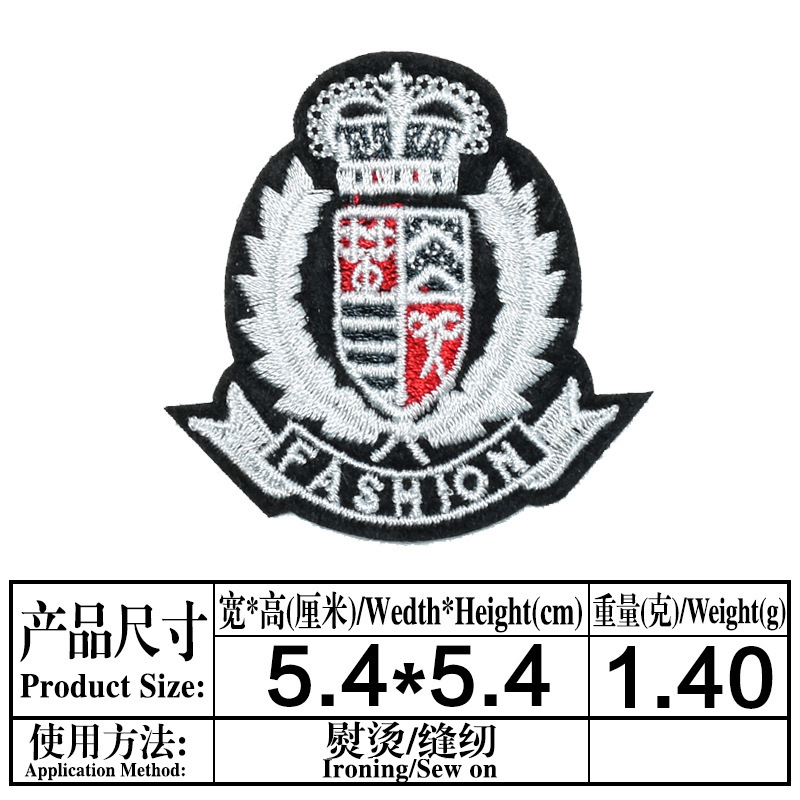 FASHION
产品尺寸
Product Size:
宽*高(厘米)/Wedth*Height(cm)
5.4*5.4
重量(克)/Weight(g)
1.40
使用方法:
Application Method:
熨烫/缝纫
Ironing/Sew on